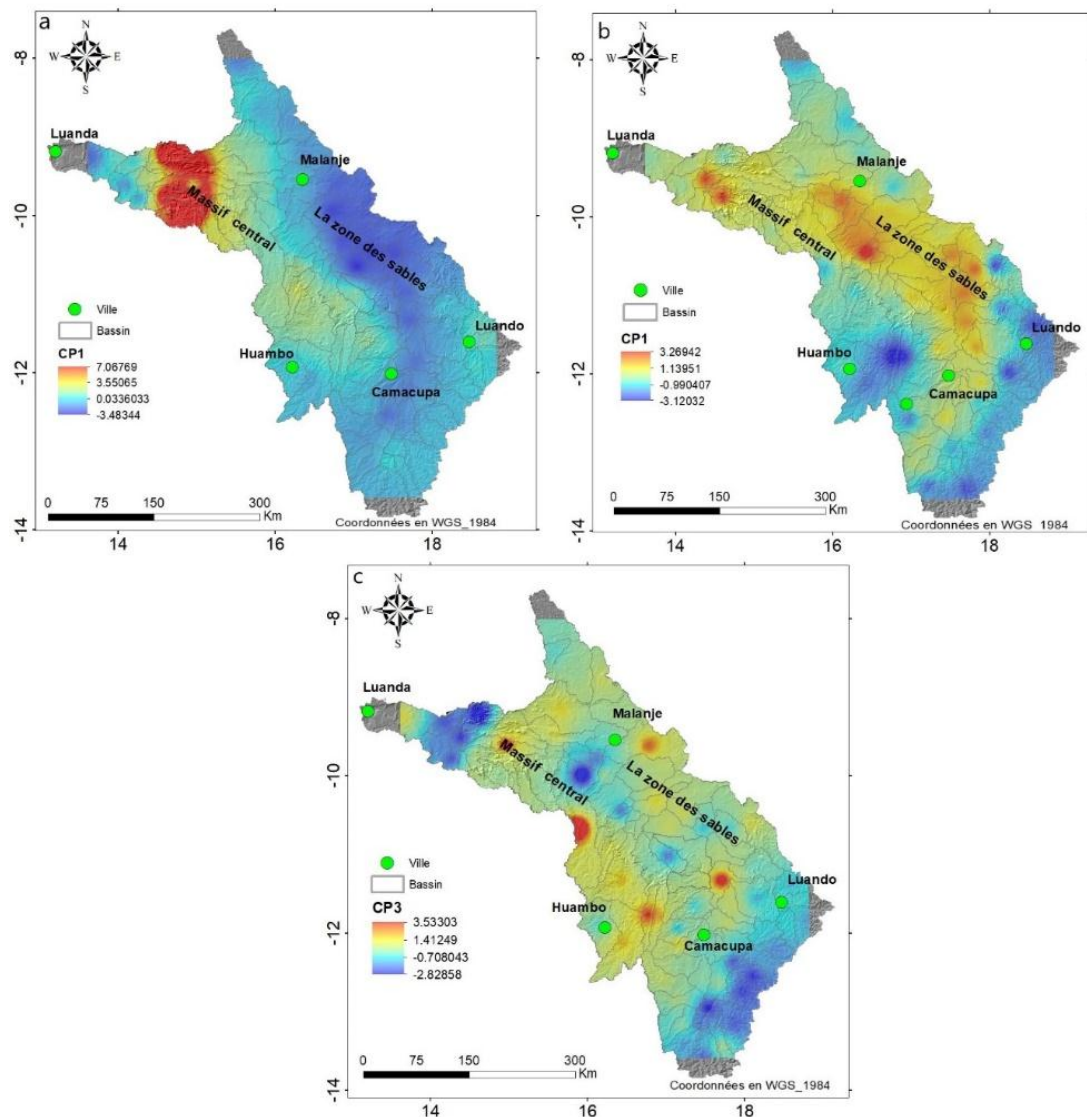 a
N
W E
S
-8
Luanda
Malanje
Massif central
La zone des sables
-10
Ville
Bassin
CP1
7.06769
3.55065
0.0336033
-3.48344
Huambo
Luando
Camacupa
-12
0 75 150 300
Km
Coordonnées en WGS_1984
-14
14 16 18
b
N
W E
S
-8
Luanda
Malanje
Massif central
La zone des sables
-10
Ville
Bassin
CP1
3.26942
1.13951
-0.990407
-3.12032
Huambo
Luando
Camacupa
-12
0 75 150 300
Km
Coordonnées en WGS_1984
-14
14 16 18
c
N
W E
S
-8
Luanda
Malanje
Massif central
La zone des sables
-10
Ville
Bassin
CP3
3.53303
1.41249
-0.708043
-2.82858
Huambo
Luando
Camacupa
-12
0 75 150 300
Km
Coordonnées en WGS_1984
-14
14 16 18